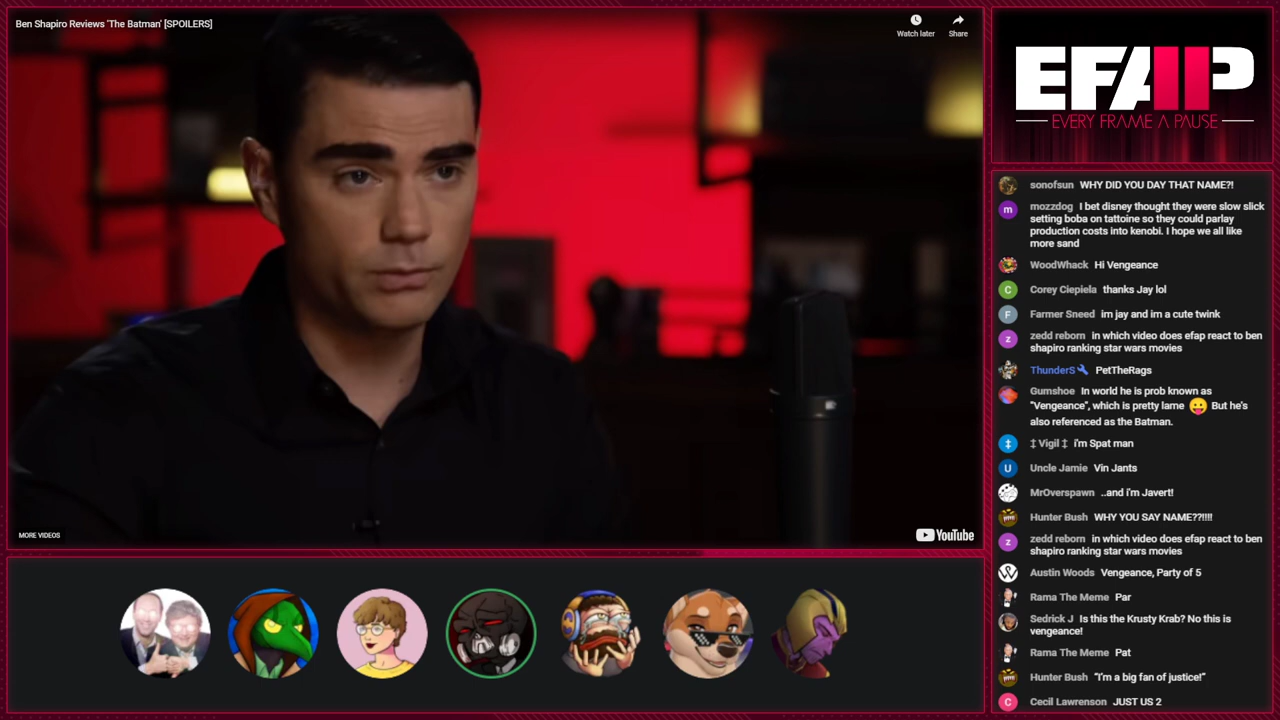 Ben Shapiro Reviews 'The Batman' [SPOILERS]
Watch later
Share
MORE VIDEOS
YouTube
EFAP
EVERY FRAME A PAUSE
sonofsun WHY DID YOU DAY THAT NAME?!
m
mozzdog I bet disney thought they were slow slick
setting boba on tattoine so they could parlay
production costs into kenobi. I hope we all like
more sand
WoodWhack Hi Vengeance
C
Corey Ciepiela thanks Jay lol
F
Farmer Sneed im jay and im a cute twink
z
zedd reborn in which video does efap react to ben
shapiro ranking star wars movies
ThunderS PetTheRags
Gumshoe In world he is prob known as
"Vengeance", which is pretty lame 😛 But he's
also referenced as the Batman.
‡
‡ Vigil ‡ i'm Spat man
U
Uncle Jamie Vin Jants
MrOverspawn ..and i'm Javert!
Hunter Bush WHY YOU SAY NAME??!!!!
z
zedd reborn in which video does efap react to ben
shapiro ranking star wars movies
W
Austin Woods Vengeance, Party of 5
Rama The Meme Par
Sedrick J Is this the Krusty Krab? No this is
vengeance!
Rama The Meme Pat
Hunter Bush "I'm a big fan of justice!"
C
Cecil Lawrenson JUST US 2